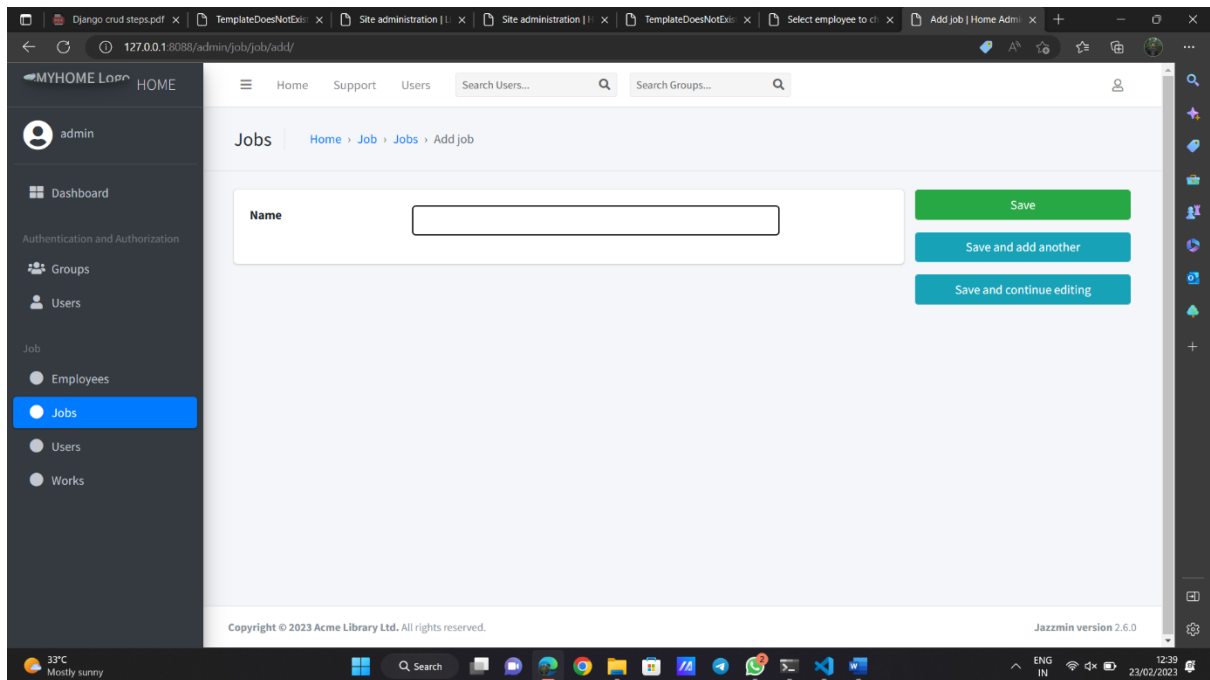 Django crud steps.pdf
TemplateDoesNotExis
Site administration | L
Site administration | H
TemplateDoesNotExis
Select employee to ch
Add job | Home Admi
127.0.0.1:8088/admin/job/job/add/
MYHOME Logo HOME
Home Support Users Search Users... Search Groups...
admin
Jobs Home › Job › Jobs › Add job
Dashboard
Name
Save
Authentication and Authorization
Save and add another
Groups
Save and continue editing
Users
Job
Employees
Jobs
Users
Works
Copyright © 2023 Acme Library Ltd. All rights reserved. Jazzmin version 2.6.0
33°C
Mostly sunny
Search
2
ENG
IN
12:39
23/02/2023